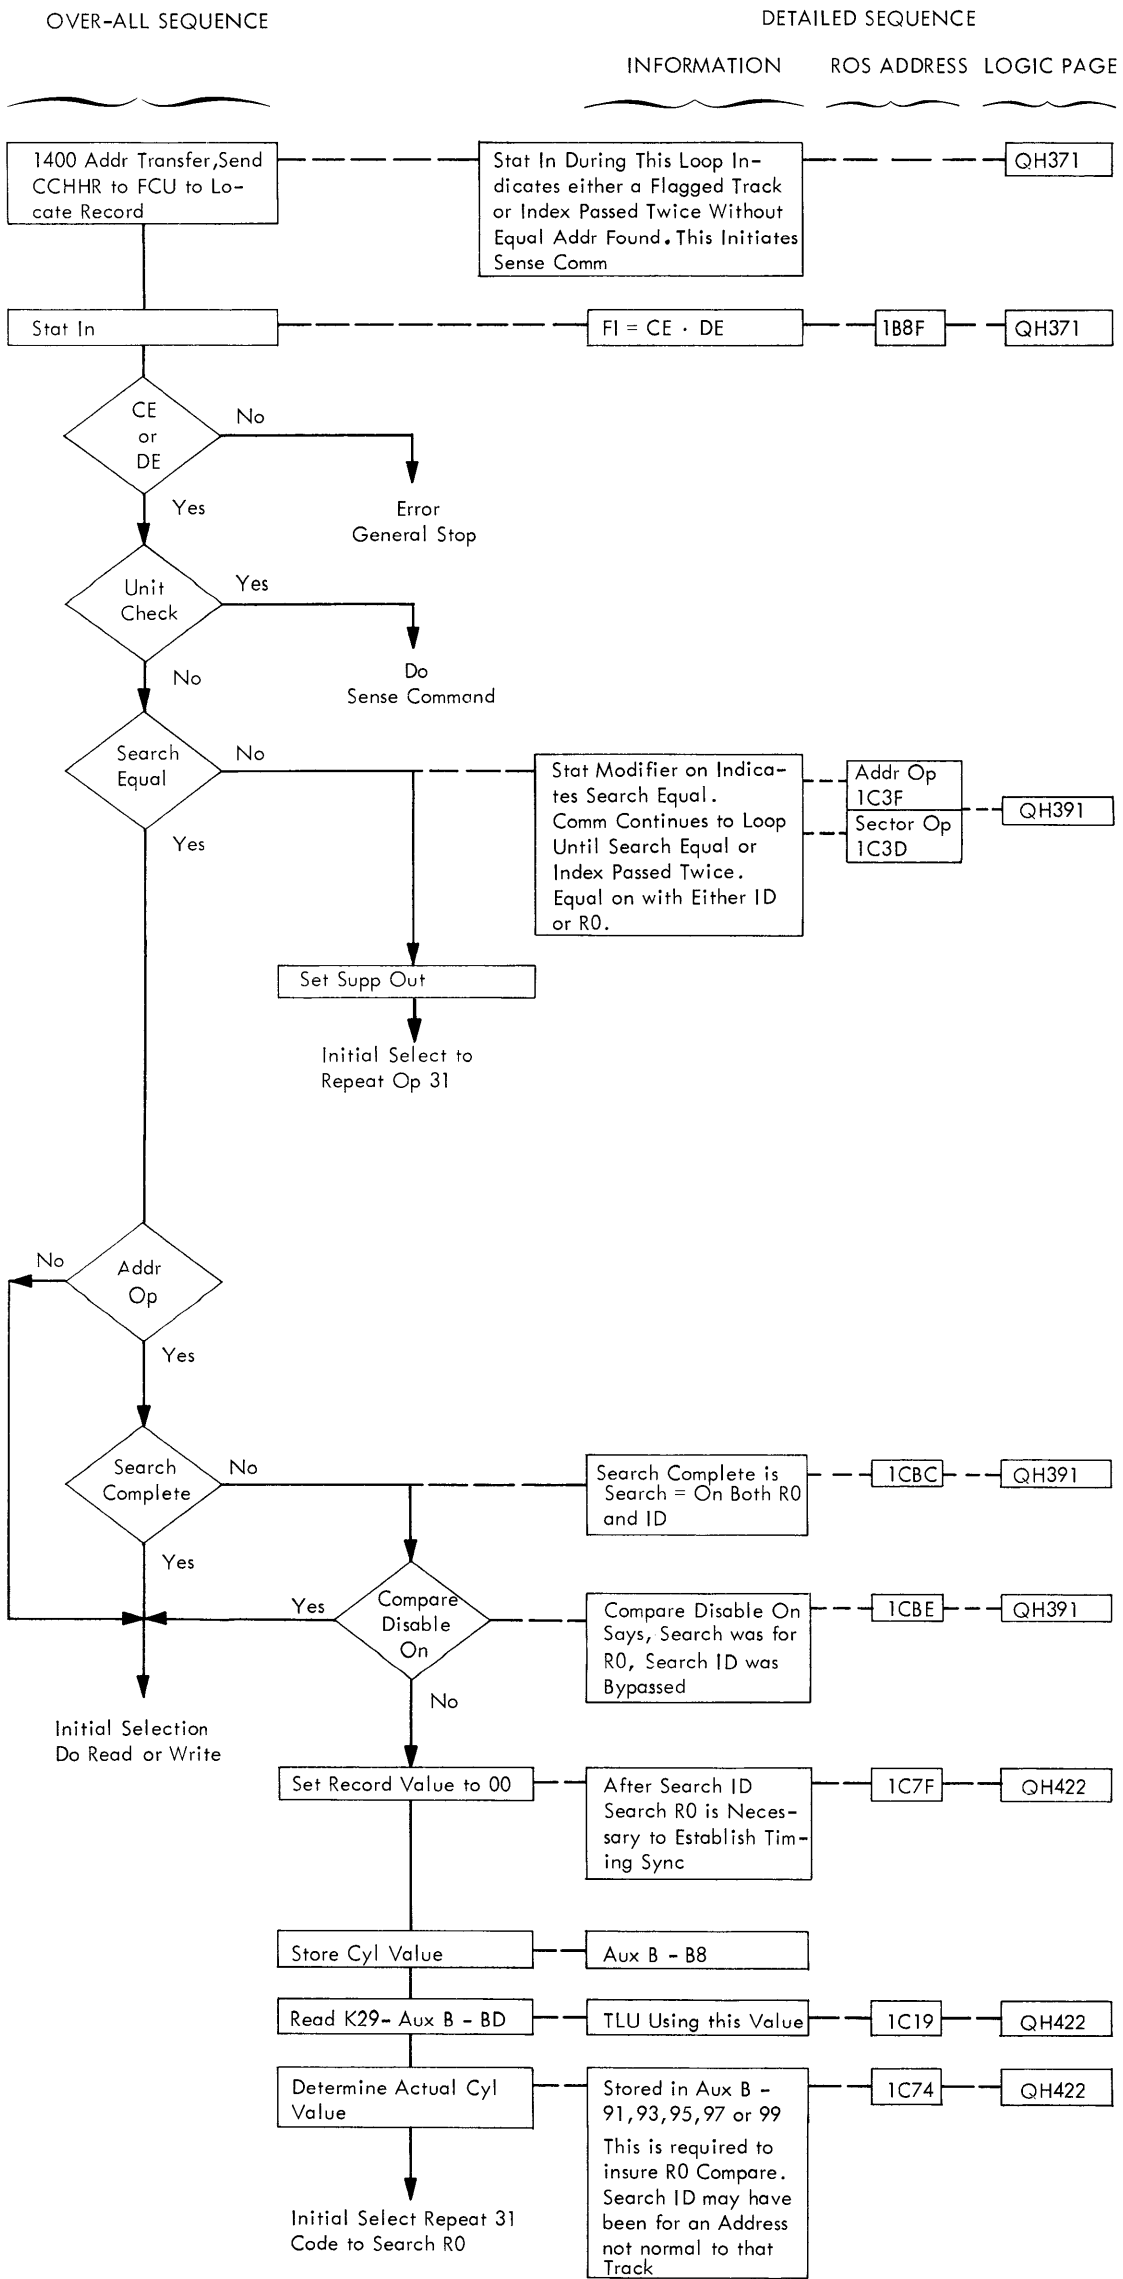 OVER-ALL SEQUENCE
DETAILED SEQUENCE
INFORMATION
ROS ADDRESS
LOGIC PAGE
1400 Addr Transfer,Send
CCHHR to FCU to Lo-
cate Record
Stat In During This Loop In-
dicates either a Flagged Track
or Index Passed Twice Without
Equal Addr Found. This Initiates
Sense Comm
QH371
Stat In
FI = CE · DE
1B8F
QH371
CE
or
DE
No
Yes
Error
General Stop
Unit
Check
Yes
No
Do
Sense Command
Search
Equal
No
Yes
Stat Modifier on Indica-
tes Search Equal.
Comm Continues to Loop
Until Search Equal or
Index Passed Twice.
Equal on with Either ID
or R0.
Addr Op
1C3F
Sector Op
1C3D
QH391
Set Supp Out
Initial Select to
Repeat Op 31
No
Addr
Op
Yes
Search
Complete
No
Yes
Search Complete is
Search = On Both R0
and ID
1CBC
QH391
Yes
Compare
Disable
On
No
Compare Disable On
Says, Search was for
R0, Search ID was
Bypassed
1CBE
QH391
Initial Selection
Do Read or Write
Set Record Value to 00
After Search ID
Search R0 is Neces-
sary to Establish Tim-
ing Sync
1C7F
QH422
Store Cyl Value
Aux B - B8
Read K29- Aux B - BD
TLU Using this Value
1C19
QH422
Determine Actual Cyl
Value
Stored in Aux B -
91,93,95,97 or 99
This is required to
insure R0 Compare.
Search ID may have
been for an Address
not normal to that
Track
1C74
QH422
Initial Select Repeat 31
Code to Search R0